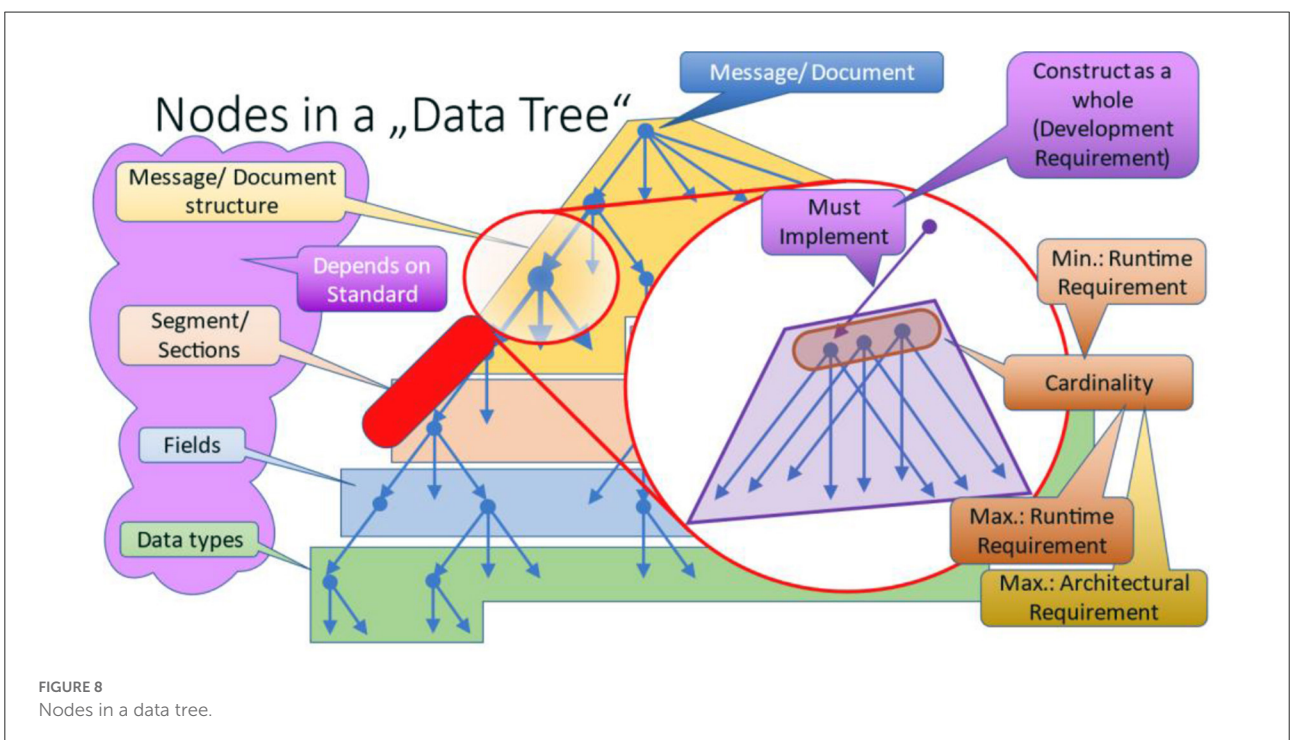 Nodes in a „Data Tree“
Message/ Document
Construct as a
whole
(Development
Requirement)
Message/ Document
structure
Must
Implement
Depends on
Standard
Min.: Runtime
Requirement
Segment/
Sections
Cardinality
Fields
Max.: Runtime
Requirement
Data types
Max.: Architectural
Requirement
FIGURE 8
Nodes in a data tree.